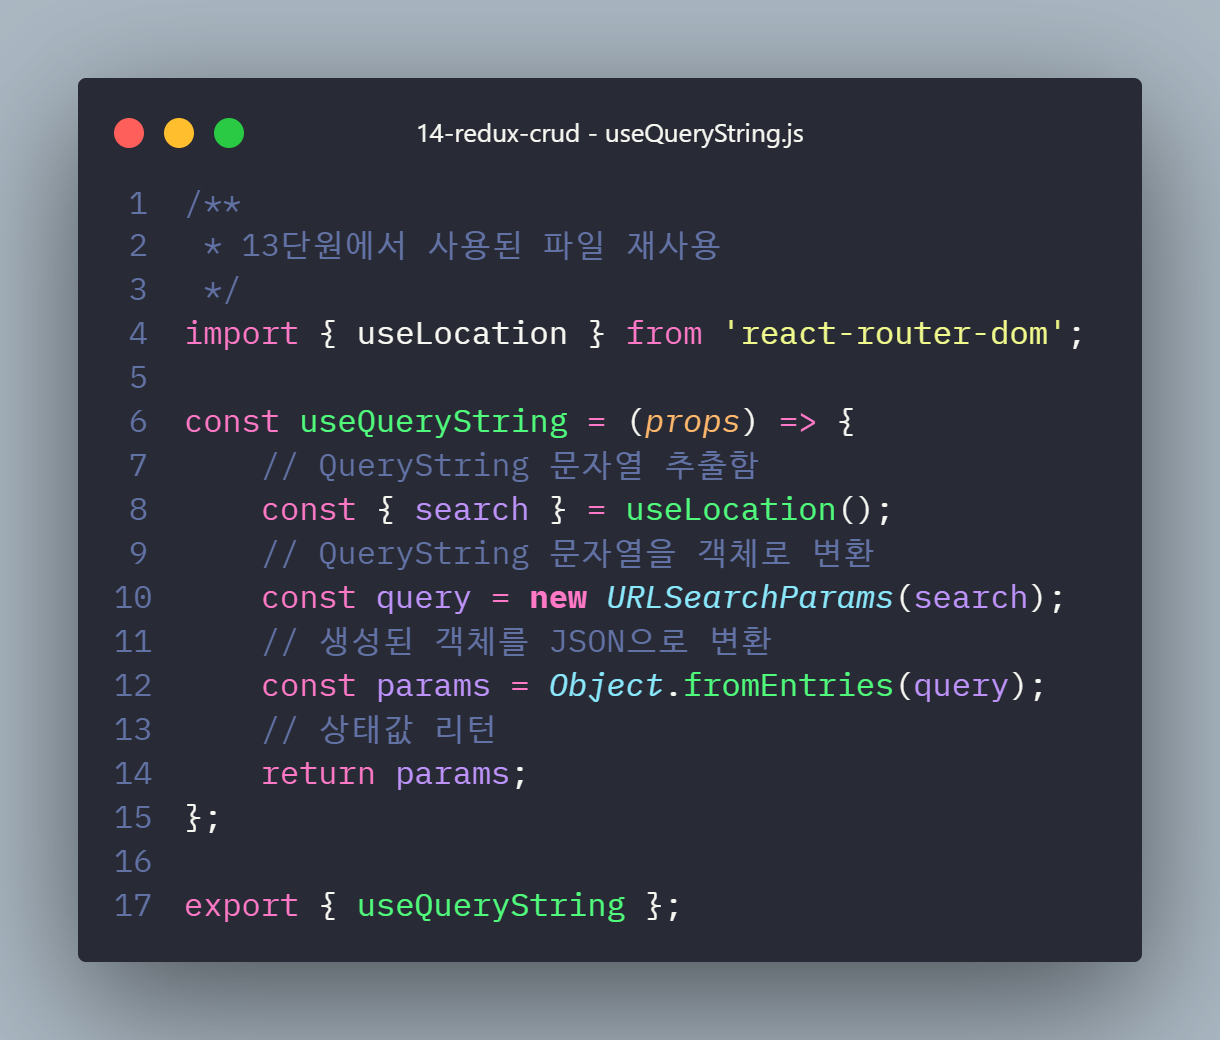 14-redux-crud - useQueryString.js
1 /**
2  * 13단원에서 사용된 파일 재사용
3  */
4 import { useLocation } from 'react-router-dom';
5
6 const useQueryString = (props) => {
7     // QueryString 문자열 추출함
8     const { search } = useLocation();
9     // QueryString 문자열을 객체로 변환
10     const query = new URLSearchParams(search);
11     // 생성된 객체를 JSON으로 변환
12     const params = Object.fromEntries(query);
13     // 상태값 리턴
14     return params;
15 };
16
17 export { useQueryString };